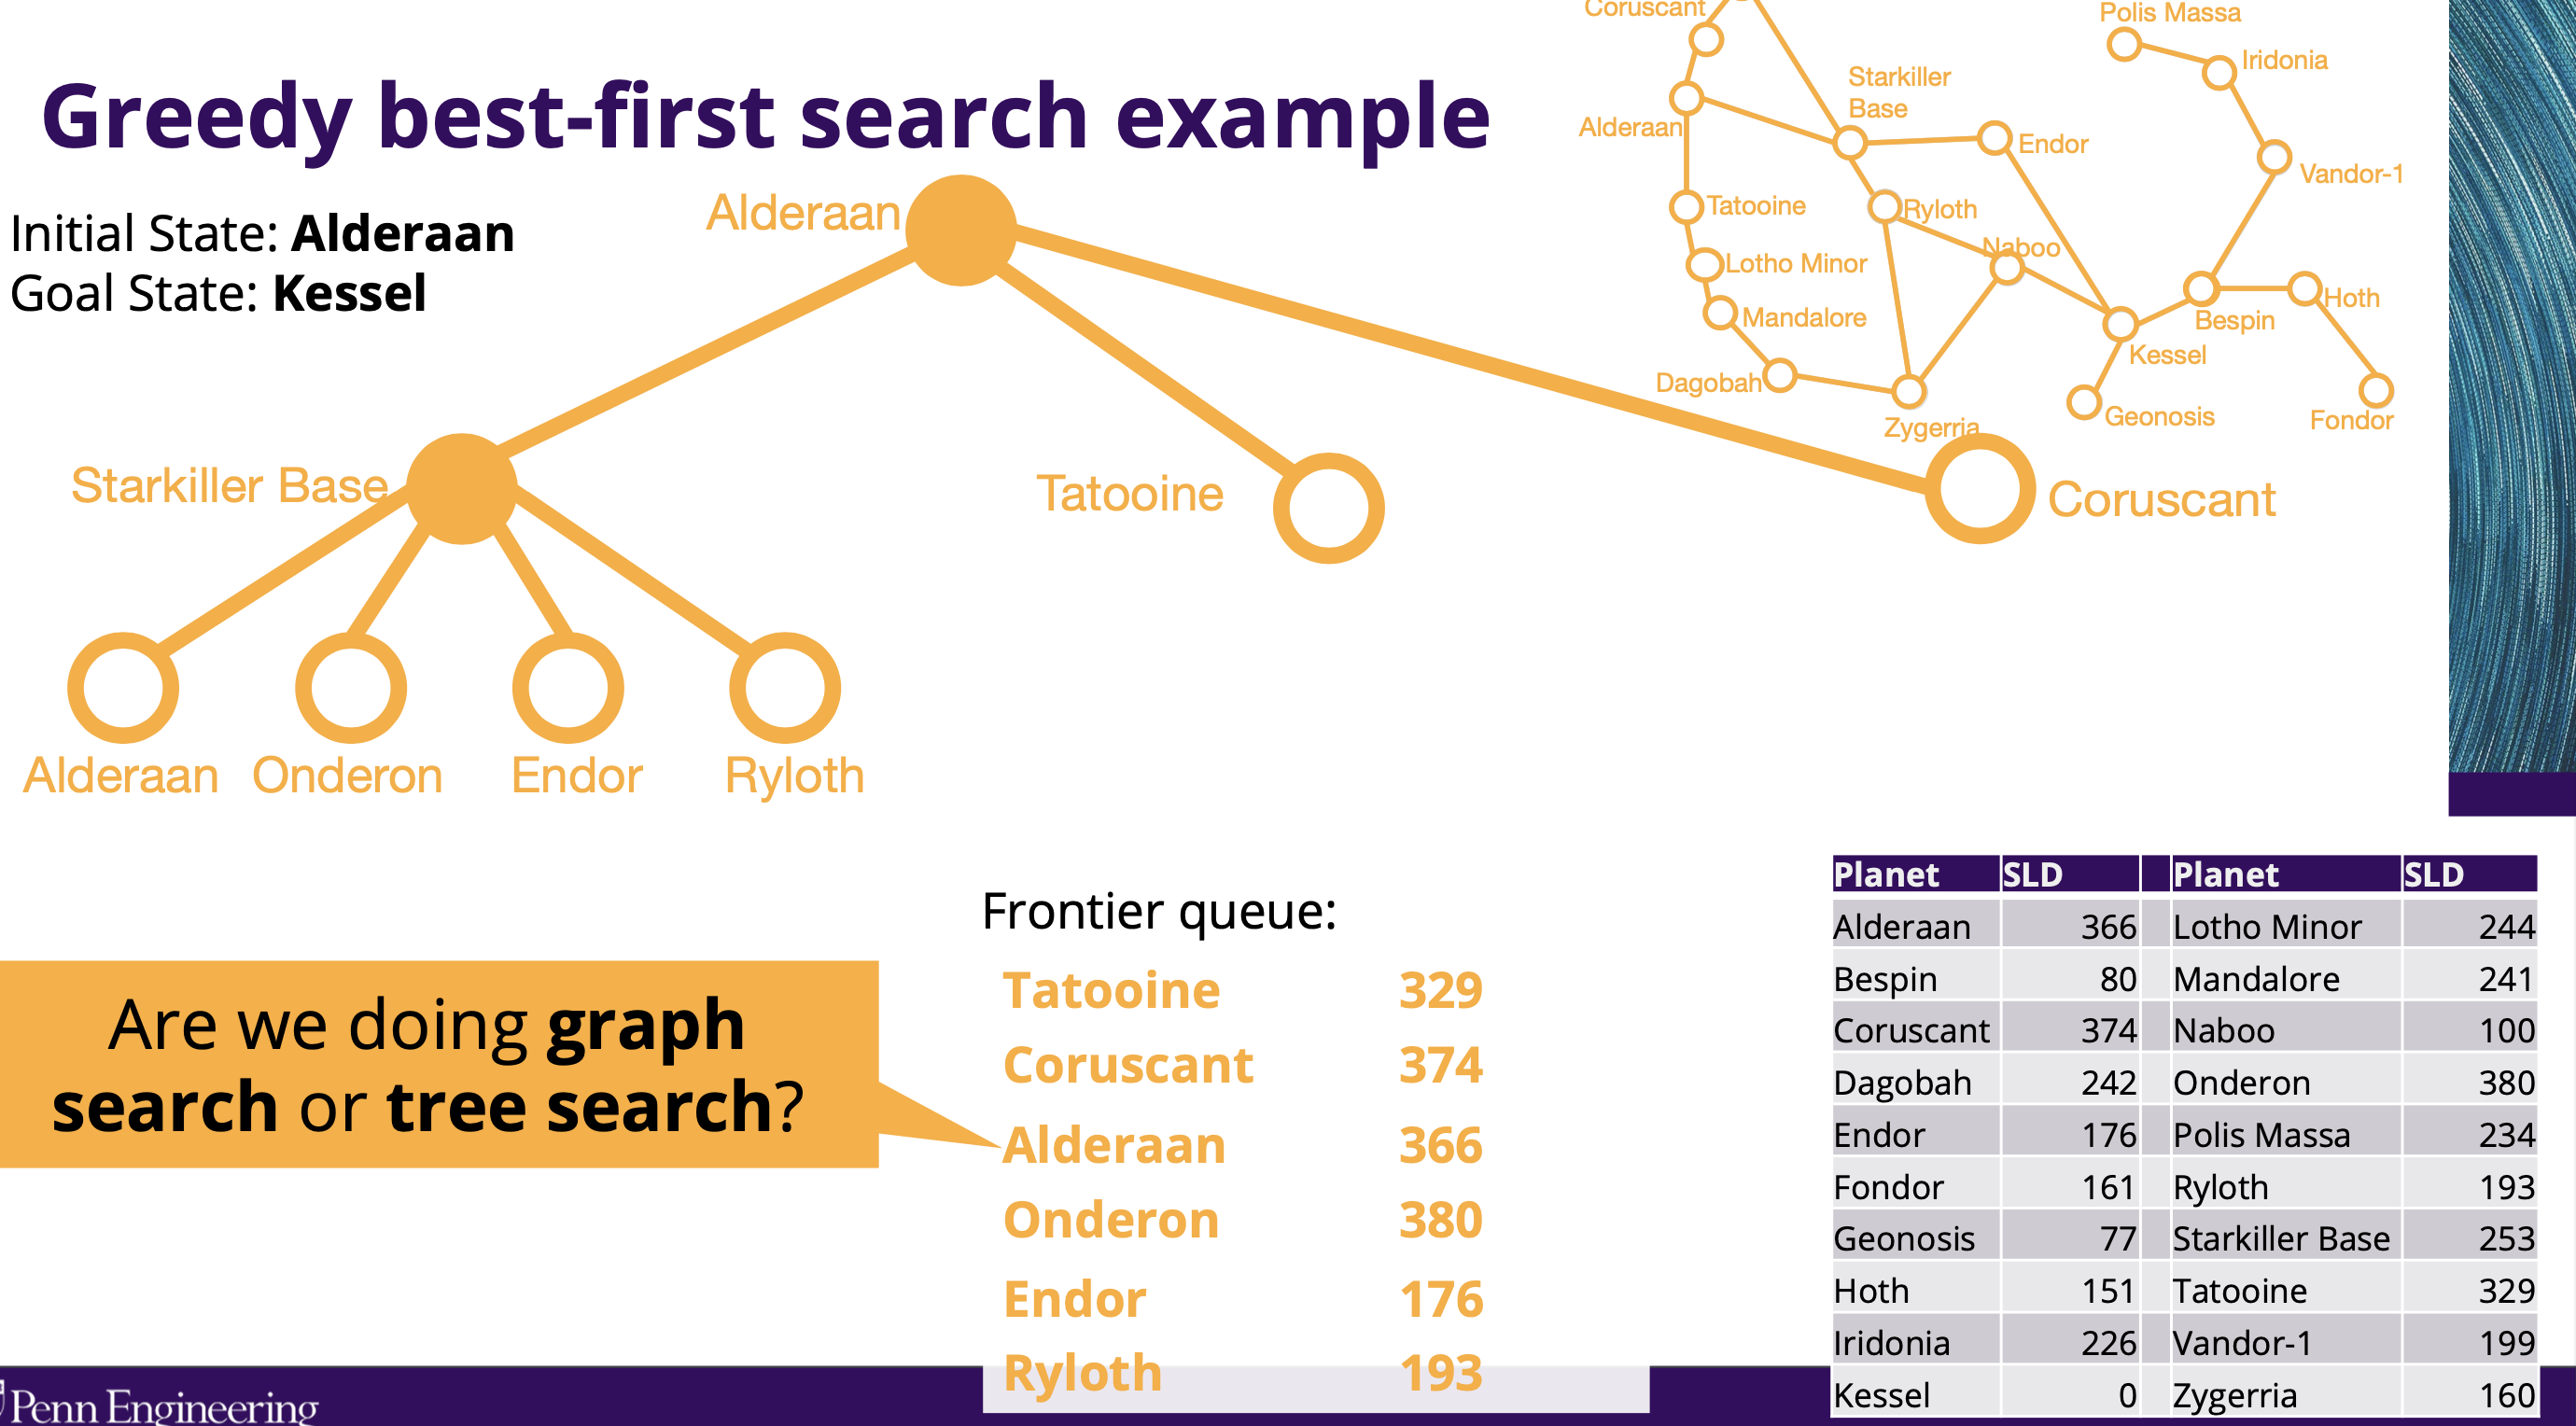 Greedy best-first search example
Initial State: Alderaan
Goal State: Kessel
Alderaan
Starkiller Base
Tatooine
Coruscant
Alderaan
Onderon
Endor
Ryloth
Coruscant
Polis Massa
Iridonia
Starkiller
Base
Alderaan
Endor
Vandor-1
Tatooine
Ryloth
Naboo
Lotho Minor
Hoth
Mandalore
Bespin
Kessel
Dagobah
Geonosis
Fondor
Zygerria
Are we doing graph
search or tree search?
Frontier queue:
Tatooine 329
Coruscant 374
Alderaan 366
Onderon 380
Endor 176
Ryloth 193
Planet SLD Planet SLD
Alderaan 366 Lotho Minor 244
Bespin 80 Mandalore 241
Coruscant 374 Naboo 100
Dagobah 242 Onderon 380
Endor 176 Polis Massa 234
Fondor 161 Ryloth 193
Geonosis 77 Starkiller Base 253
Hoth 151 Tatooine 329
Iridonia 226 Vandor-1 199
Kessel 0 Zygerria 160
Penn Engineering